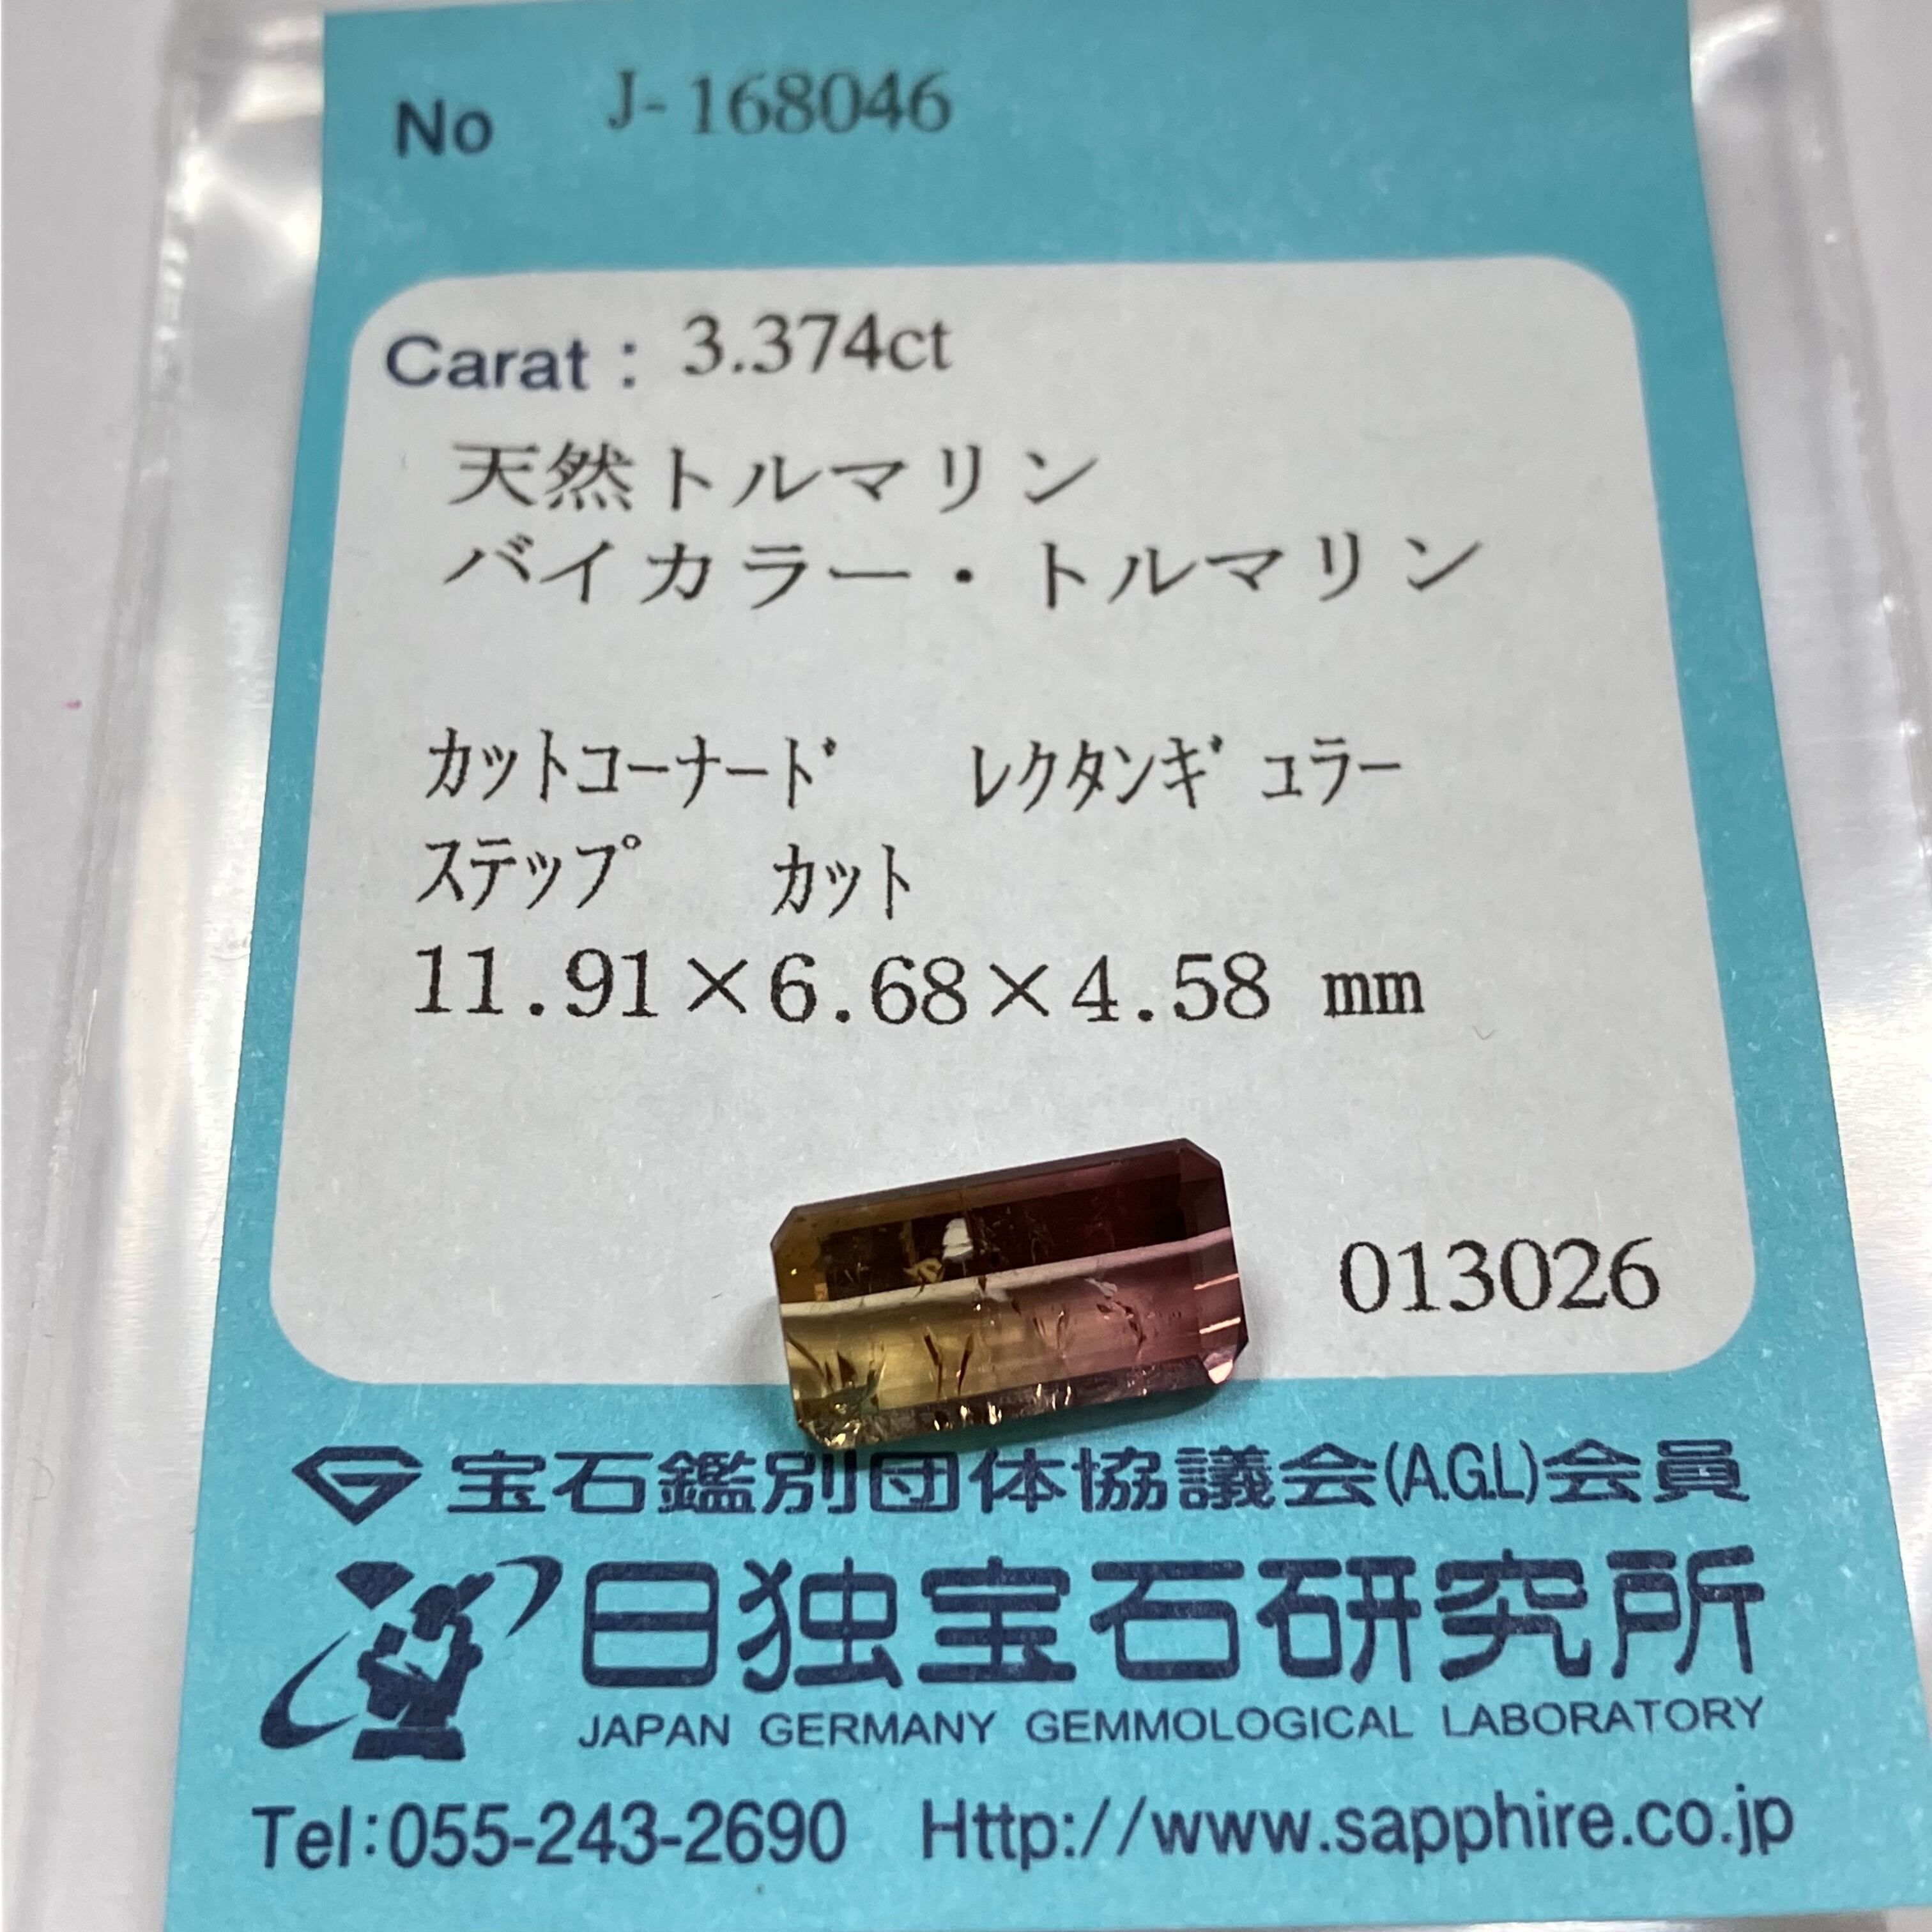 No J-168046
Carat : 3.374ct
天然トルマリン
バイカラー・トルマリン
ｶｯﾄｺｰﾅｰﾄﾞ ﾚｸﾀﾝｷﾞｭﾗｰ
ｽﾃｯﾌﾟ ｶｯﾄ
11.91×6.68×4.58 mm
013026
宝石鑑別団体協議会(A.G.L)会員
日独宝石研究所
JAPAN GERMANY GEMMOLOGICAL LABORATORY
Tel:055-243-2690 Http://www.sapphire.co.jp